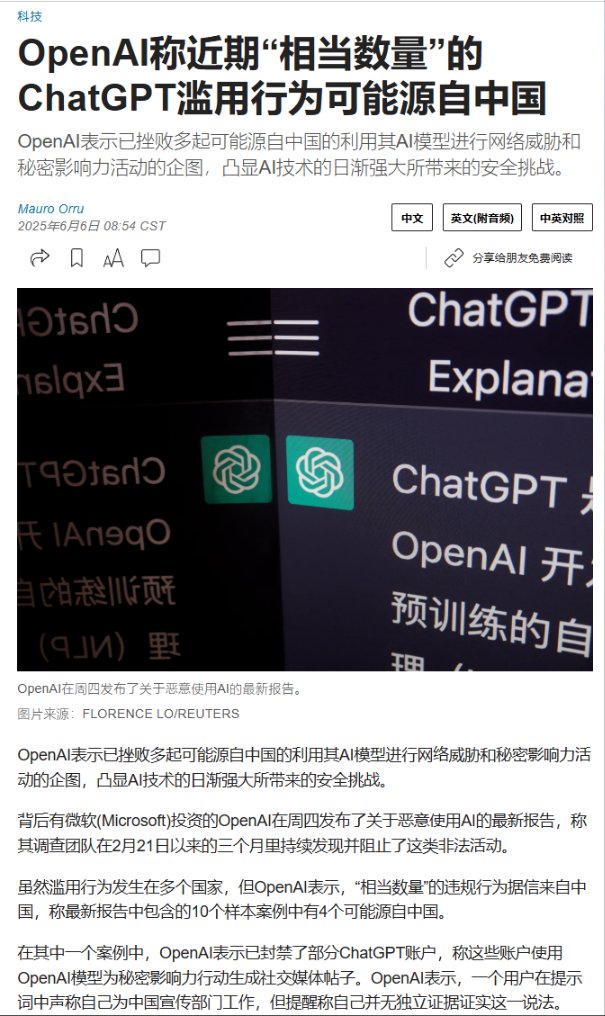 科技
OpenAI称近期“相当数量”的
ChatGPT滥用行为可能源自中国
OpenAI表示已挫败多起可能源自中国的利用其AI模型进行网络威胁和
秘密影响力活动的企图，凸显AI技术的日渐强大所带来的安全挑战。
Mauro Orru
2025年6月6日 08:54 CST
中文
英文(附音频)
中英对照
分享给朋友免费阅读
ChatGPT
Explana
ChatGPT
Explan
ChatGPT
OpenAI 开
预训练的自
理（NLP）
ChatGPT 是
OpenAI 开发
预训练的自
OpenAI在周四发布了关于恶意使用AI的最新报告。
图片来源：FLORENCE LO/REUTERS
OpenAI表示已挫败多起可能源自中国的利用其AI模型进行网络威胁和秘密影响力活
动的企图，凸显AI技术的日渐强大所带来的安全挑战。
背后有微软(Microsoft)投资的OpenAI在周四发布了关于恶意使用AI的最新报告，称
其调查团队在2月21日以来的三个月里持续发现并阻止了这类非法活动。
虽然滥用行为发生在多个国家，但OpenAI表示，“相当数量”的违规行为据信来自中
国，称最新报告中包含的10个样本案例中有4个可能源自中国。
在其中一个案例中，OpenAI表示已封禁了部分ChatGPT账户，称这些账户使用
OpenAI模型为秘密影响力行动生成社交媒体帖子。OpenAI表示，一个用户在提示
词中声称自己为中国宣传部门工作，但提醒称自己并无独立证据证实这一说法。